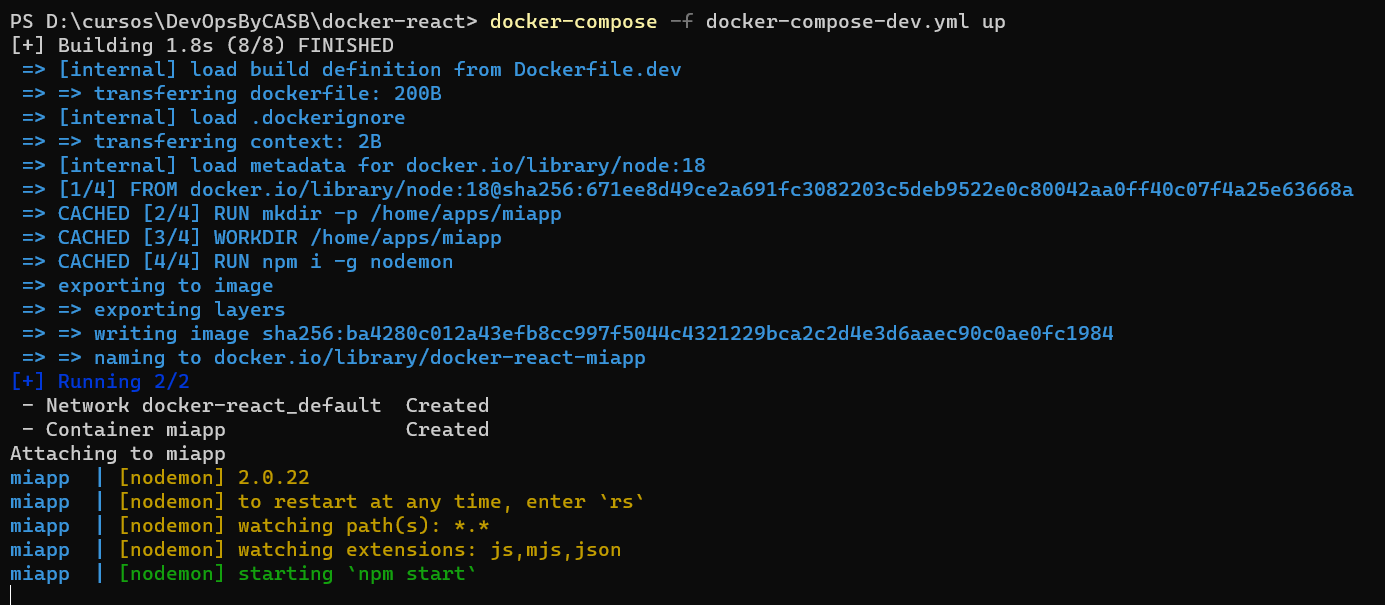 PS D:\cursos\DevOpsByCASB\docker-react> docker-compose -f docker-compose-dev.yml up
[+] Building 1.8s (8/8) FINISHED
=> [internal] load build definition from Dockerfile.dev
=> => transferring dockerfile: 200B
=> [internal] load .dockerignore
=> => transferring context: 2B
=> [internal] load metadata for docker.io/library/node:18
=> [1/4] FROM docker.io/library/node:18@sha256:671ee8d49ce2a691fc3082203c5deb9522e0c80042aa0ff40c07f4a25e63668a
=> CACHED [2/4] RUN mkdir -p /home/apps/miapp
=> CACHED [3/4] WORKDIR /home/apps/miapp
=> CACHED [4/4] RUN npm i -g nodemon
=> exporting to image
=> => exporting layers
=> => writing image sha256:ba4280c012a43efb8cc997f5044c4321229bca2c2d4e3d6aaec90c0ae0fc1984
=> => naming to docker.io/library/docker-react-miapp
[+] Running 2/2
- Network docker-react_default  Created
- Container miapp               Created
Attaching to miapp
miapp  | [nodemon] 2.0.22
miapp  | [nodemon] to restart at any time, enter `rs`
miapp  | [nodemon] watching path(s): *.*
miapp  | [nodemon] watching extensions: js,mjs,json
miapp  | [nodemon] starting `npm start`